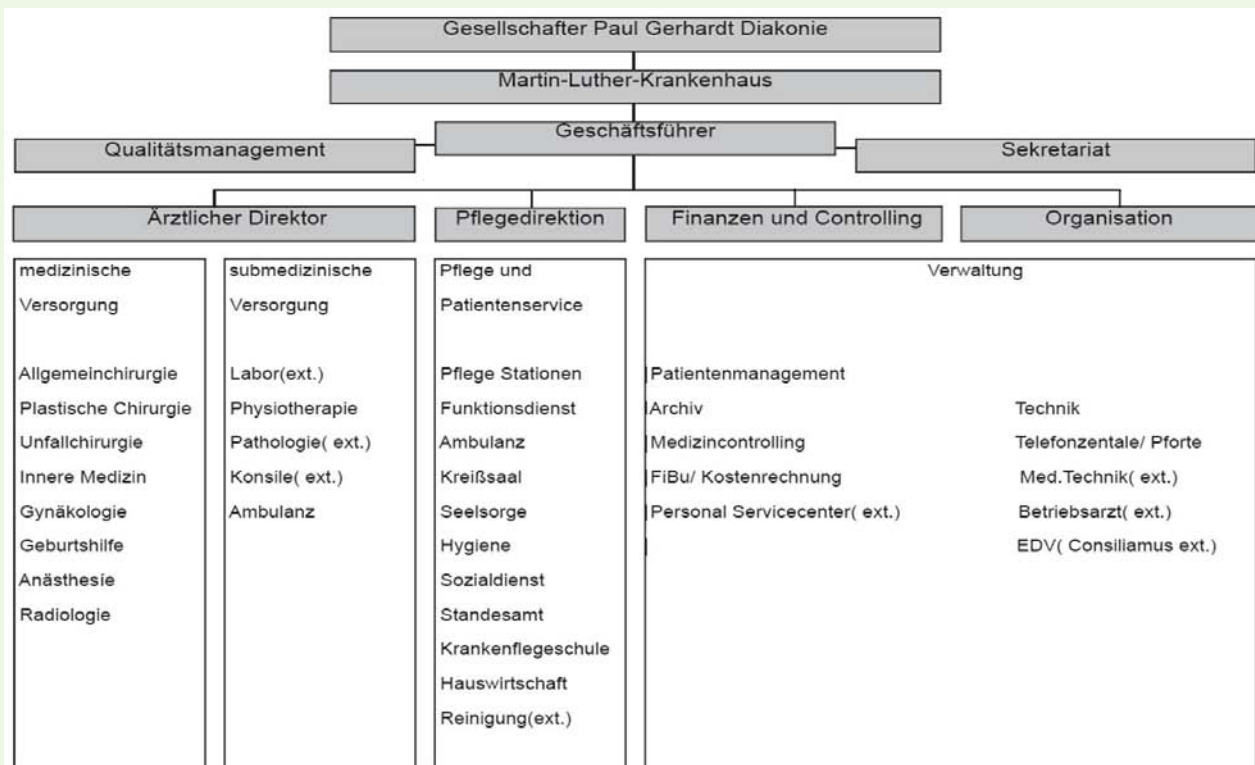 Gesellschafter Paul Gerhardt Diakonie
Martin-Luther-Krankenhaus
Geschäftsführer
Qualitätsmanagement
Sekretariat
Ärztlicher Direktor
Pflegedirektion
Finanzen und Controlling
Organisation
medizinische
Versorgung
Allgemeinchirurgie
Plastische Chirurgie
Unfallchirurgie
Innere Medizin
Gynäkologie
Geburtshilfe
Anästhesie
Radiologie
submedizinische
Versorgung
Labor(ext.)
Physiotherapie
Pathologie( ext.)
Konsile( ext.)
Ambulanz
Pflege und
Patientenservice
Pflege Stationen
Funktionsdienst
Ambulanz
Kreißsaal
Seelsorge
Hygiene
Sozialdienst
Standesamt
Krankenflegeschule
Hauswirtschaft
Reinigung(ext.)
Verwaltung
Patientenmanagement
Archiv
Medizincontrolling
FiBu/ Kostenrechnung
Personal Servicecenter( ext.)
Technik
Telefonzentale/ Pforte
Med.Technik( ext.)
Betriebsarzt( ext.)
EDV( Consiliamus ext.)